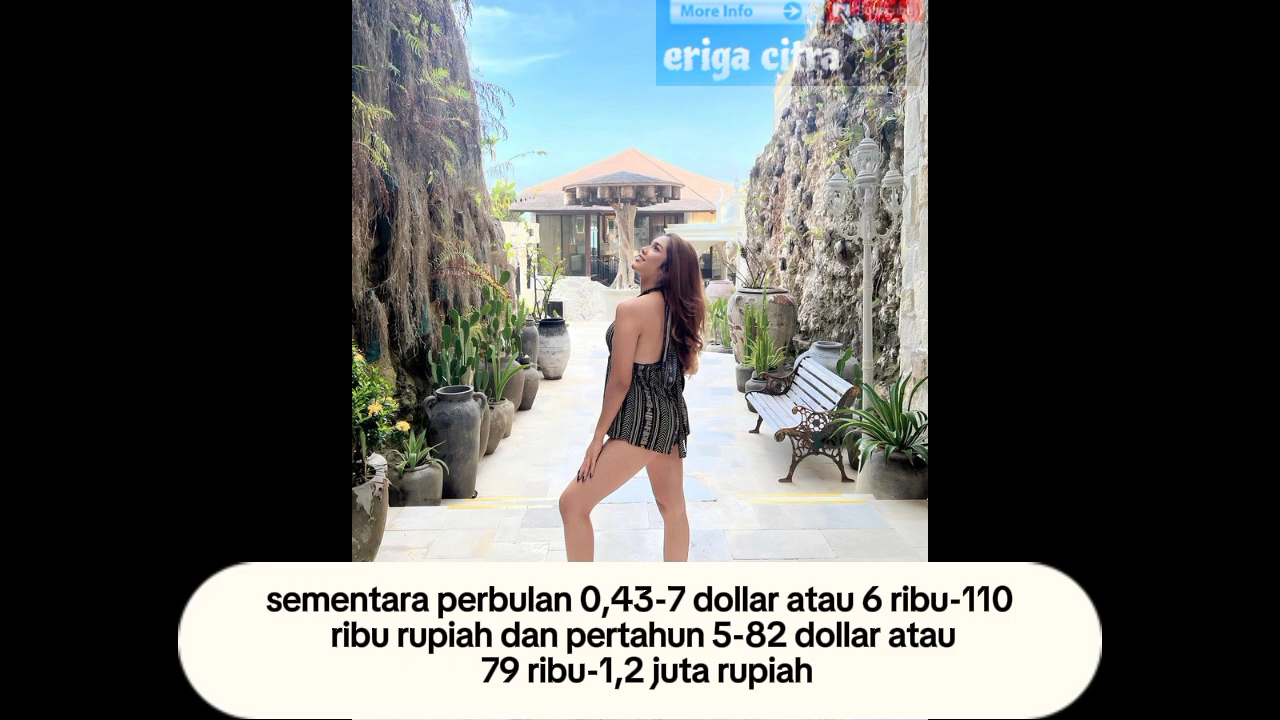 More Info
eriga citra
sementara perbulan 0,43-7 dollar atau 6 ribu-110
ribu rupiah dan pertahun 5-82 dollar atau
79 ribu-1,2 juta rupiah